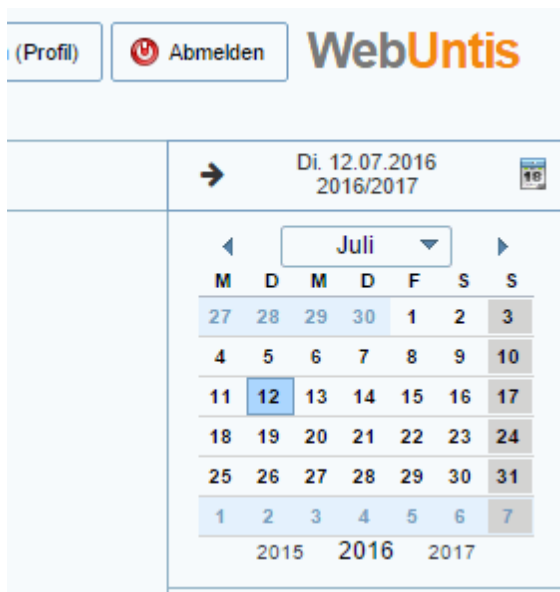 (Profil)
Abmelden
WebUntis
Di. 12.07.2016
2016/2017
18
Juli
M D M D F S S
27 28 29 30 1 2 3
4 5 6 7 8 9 10
11 12 13 14 15 16 17
18 19 20 21 22 23 24
25 26 27 28 29 30 31
1 2 3 4 5 6 7
2015 2016 2017